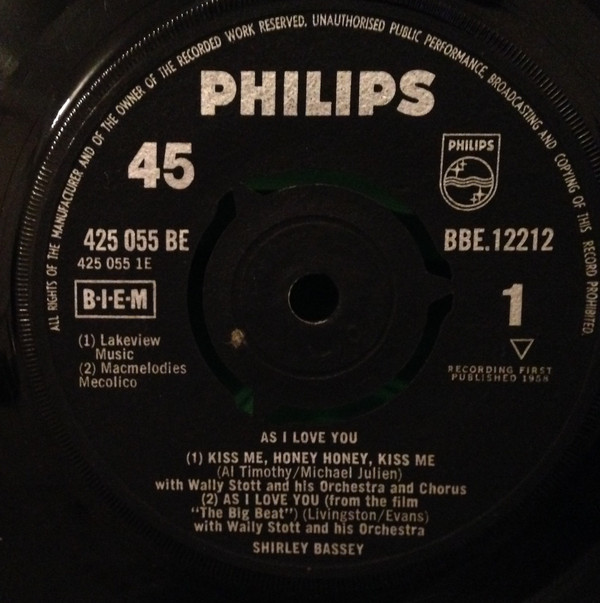 ALL RIGHTS OF THE MANUFACTURER AND OF THE OWNER OF THE RECORDED WORK RESERVED. UNAUTHORISED PUBLIC PERFORMANCE, BROADCASTING AND COPYING OF THIS RECORD PROHIBITED.
PHILIPS
45
PHILIPS
425 055 BE
BBE.12212
425 055 1E
B·I·E·M
1
(1) Lakeview
Music
(2) Macmelodies
Mecolico
RECORDING FIRST
PUBLISHED 1958
AS I LOVE YOU
(1) KISS ME, HONEY HONEY, KISS ME
(Al Timothy/Michael Julien)
with Wally Stott and his Orchestra and Chorus
(2) AS I LOVE YOU (from the film
"The Big Beat") (Livingston/Evans)
with Wally Stott and his Orchestra
SHIRLEY BASSEY